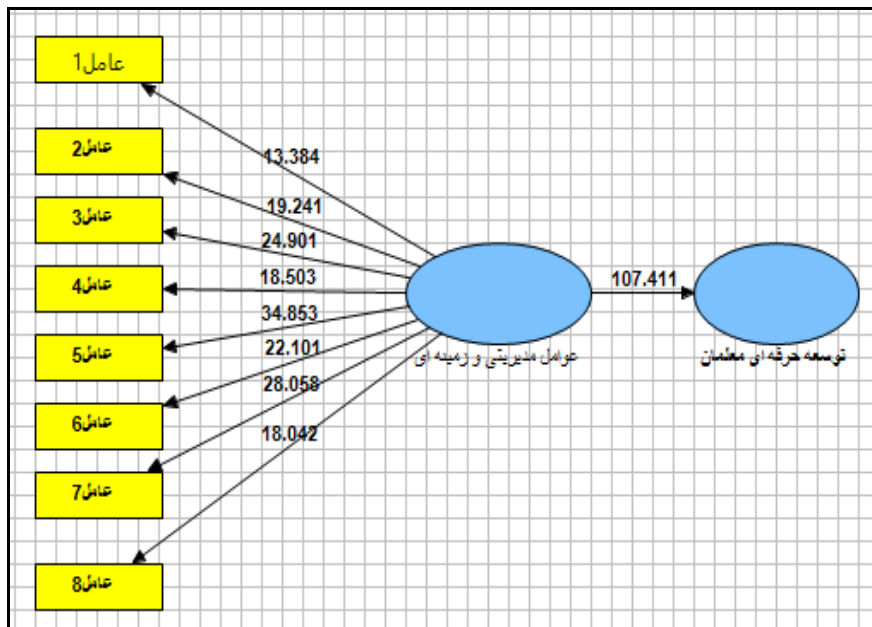 عامل1
عامل2
عامل3
عامل4
عامل5
عامل6
عامل7
عامل8
13.384
19.241
24.901
18.503
34.853
22.101
28.058
18.042
عوامل مدیریتی و زمینه ای
107.411
توسعه حرفه ای معلمان